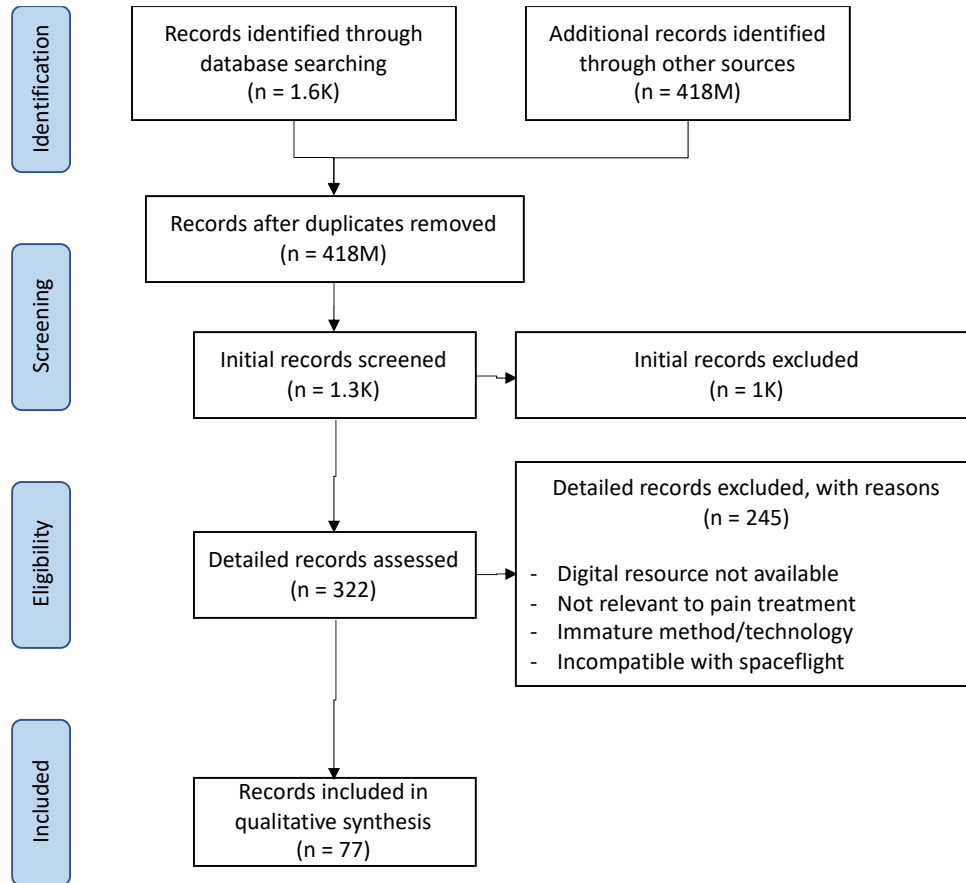 Identification
Records identified through
database searching
(n = 1.6K)
Additional records identified
through other sources
(n = 418M)
Records after duplicates removed
(n = 418M)
Screening
Initial records screened
(n = 1.3K)
Initial records excluded
(n = 1K)
Eligibility
Detailed records assessed
(n = 322)
Detailed records excluded, with reasons
(n = 245)
- Digital resource not available
- Not relevant to pain treatment
- Immature method/technology
- Incompatible with spaceflight
Included
Records included in
qualitative synthesis
(n = 77)